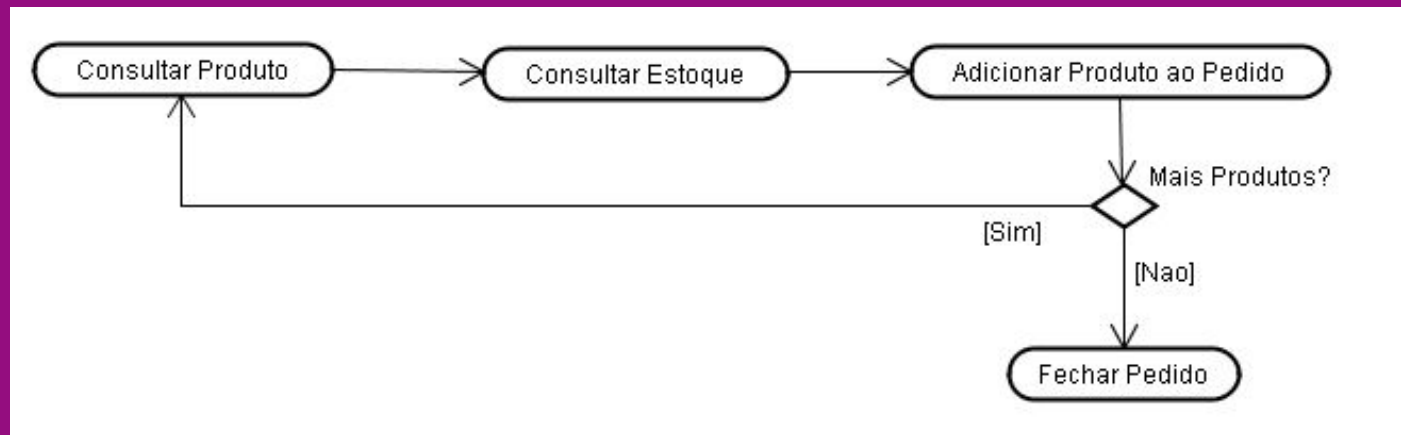 Consultar Produto
Consultar Estoque
Adicionar Produto ao Pedido
Mais Produtos?
[Sim]
[Nao]
Fechar Pedido